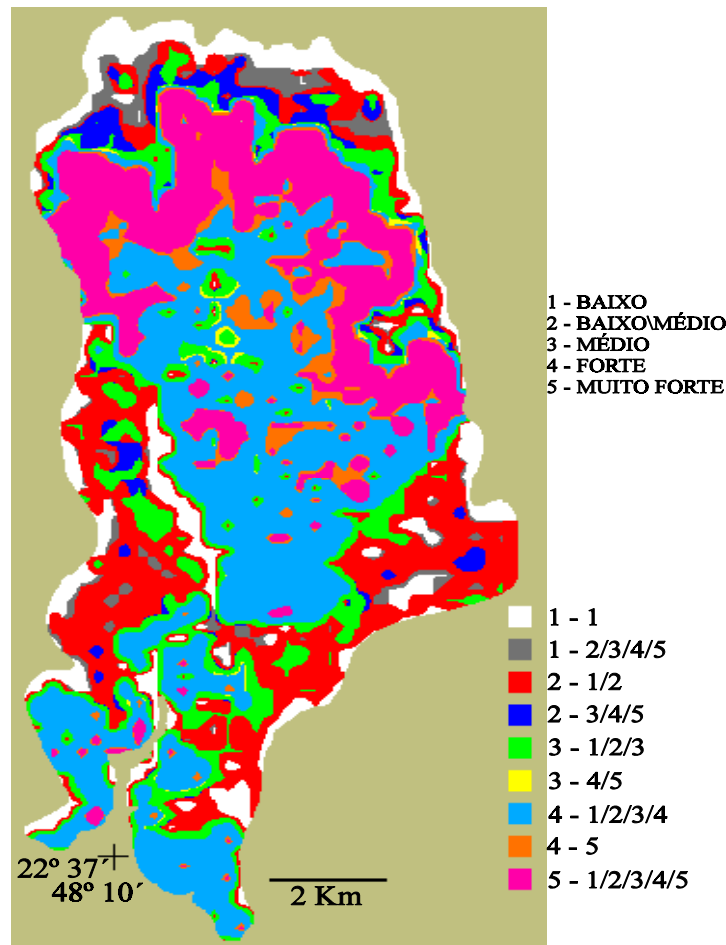 1 - BAIXO
2 - BAIXO\MÉDIO
3 - MÉDIO
4 - FORTE
5 - MUITO FORTE
1 - 1
1 - 2/3/4/5
2 - 1/2
2 - 3/4/5
3 - 1/2/3
3 - 4/5
4 - 1/2/3/4
4 - 5
5 - 1/2/3/4/5
22º 37´
48º 10´
2 Km